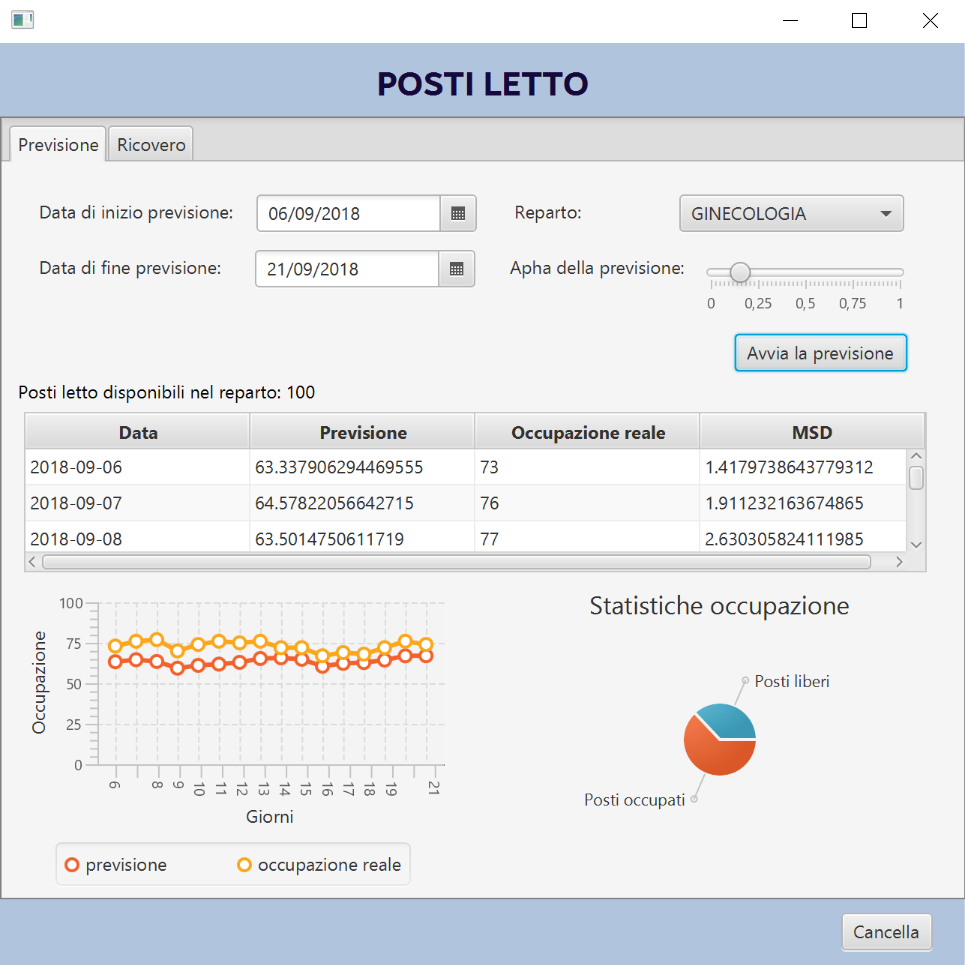 POSTI LETTO
Previsione Ricovero
Data di inizio previsione: 06/09/2018 Reparto: GINECOLOGIA
Data di fine previsione: 21/09/2018 Apha della previsione:
0 0,25 0,5 0,75 1
Avvia la previsione
Posti letto disponibili nel reparto: 100
Data Previsione Occupazione reale MSD
2018-09-06 63.337906294469555 73 1.4179738643779312
2018-09-07 64.57822056642715 76 1.911232163674865
2018-09-08 63.5014750611719 77 2.630305824111985
Statistiche occupazione
100
75
50
25
0
Occupazione
6 8 9 10 11 12 13 14 15 16 17 18 19 21
Giorni
previsione occupazione reale
Posti liberi
Posti occupati
Cancella